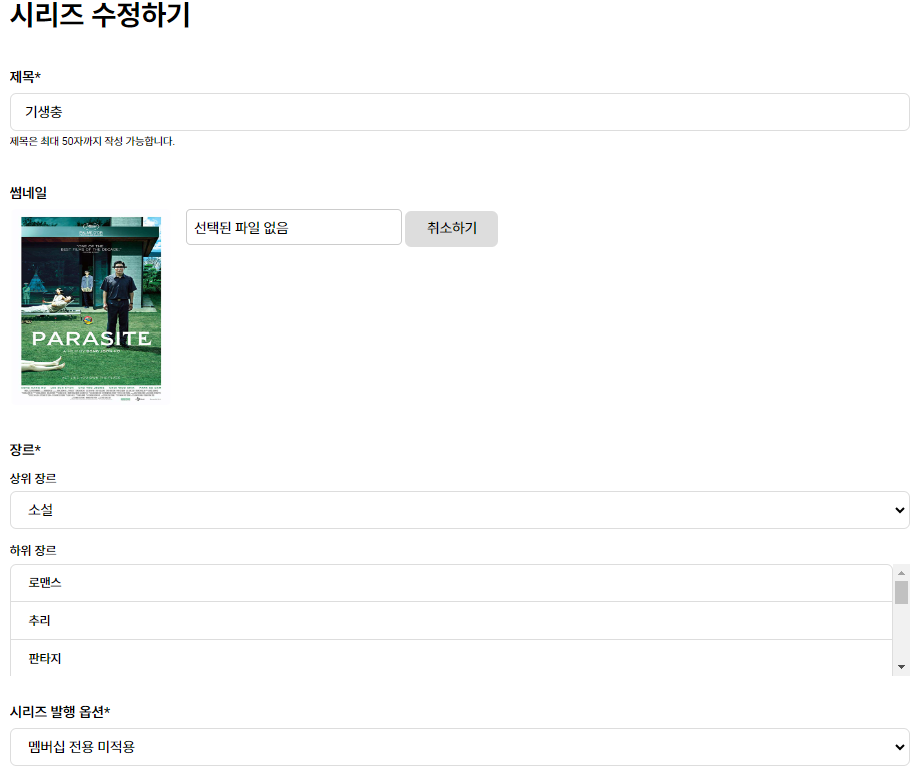 시리즈 수정하기
제목*
기생충
제목은 최대 50자까지 작성 가능합니다.
썸네일
선택된 파일 없음
취소하기
PARASITE
장르*
상위 장르
소설
하위 장르
로맨스
추리
판타지
시리즈 발행 옵션*
멤버십 전용 미적용